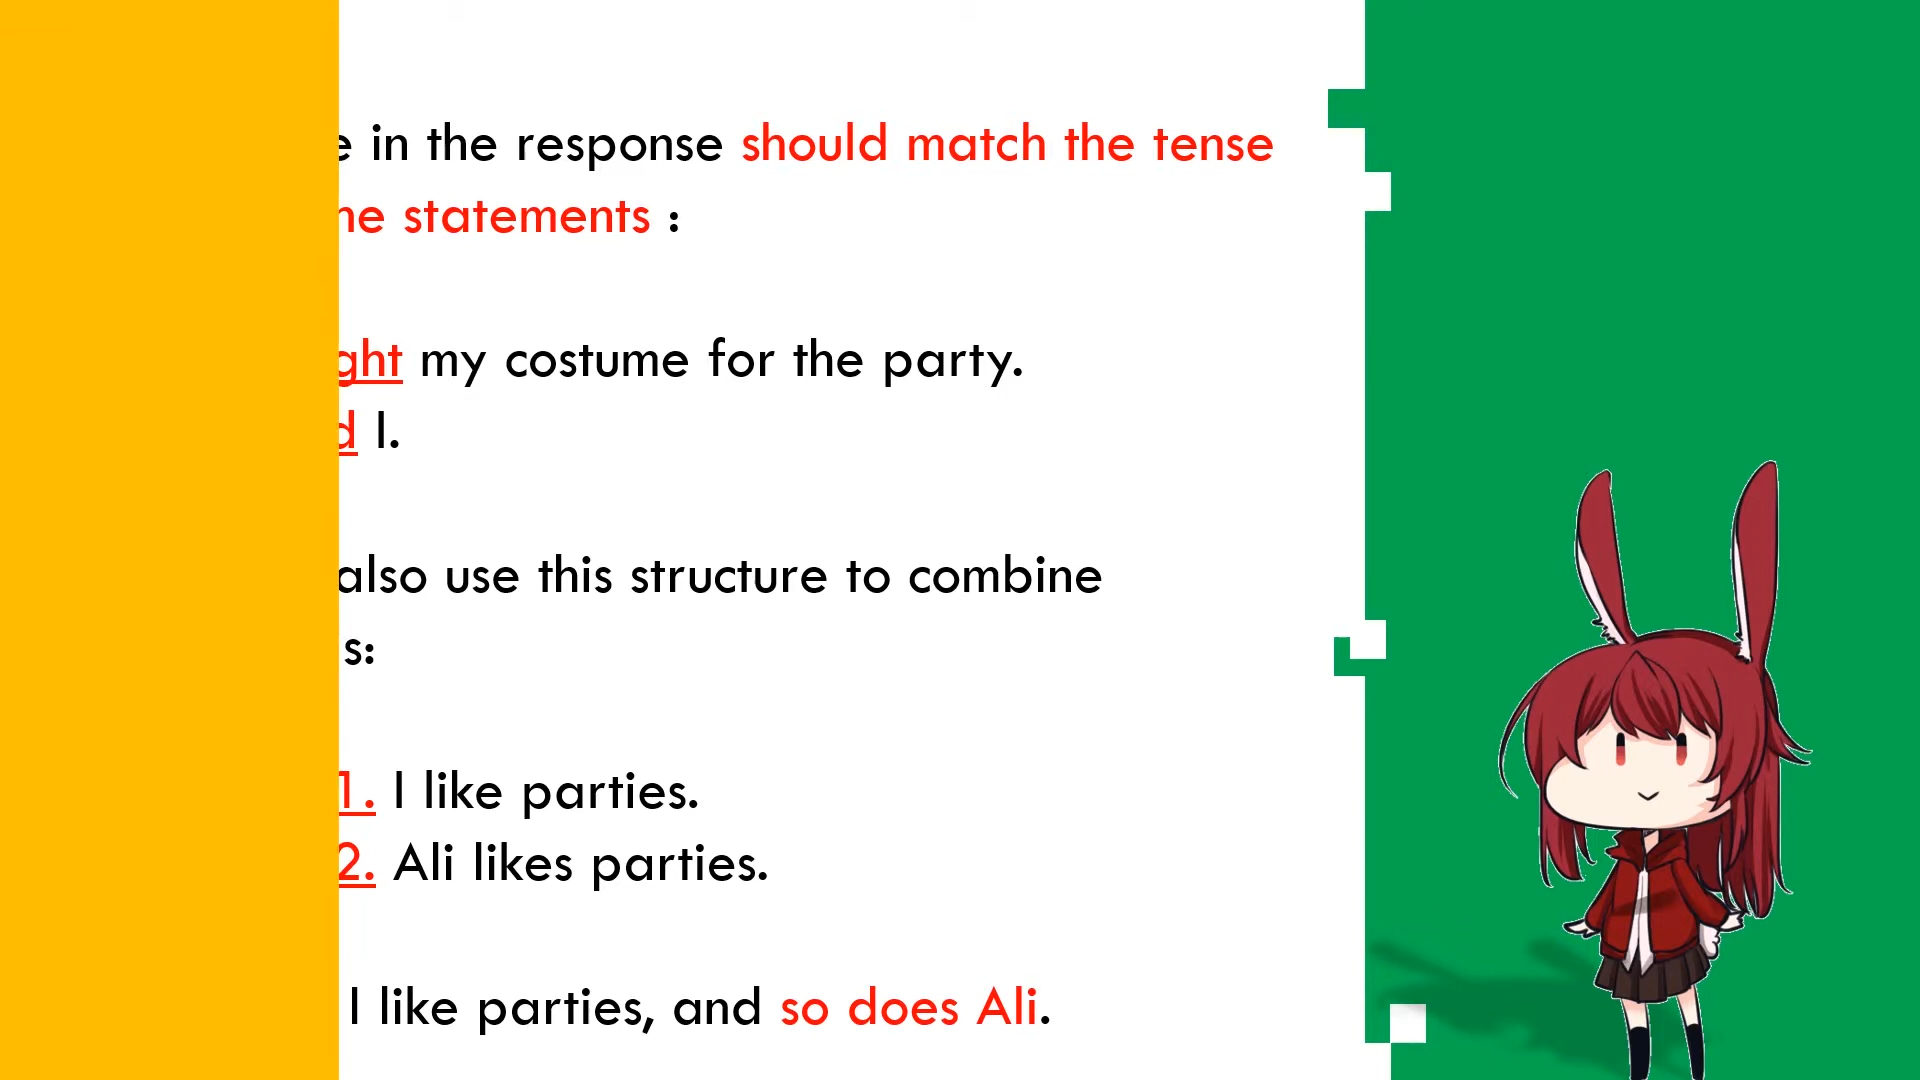 in the response should match the tense
statements :
my costume for the party.
I.
also use this structure to combine
s:
1. I like parties.
2. Ali likes parties.
I like parties, and so does Ali.